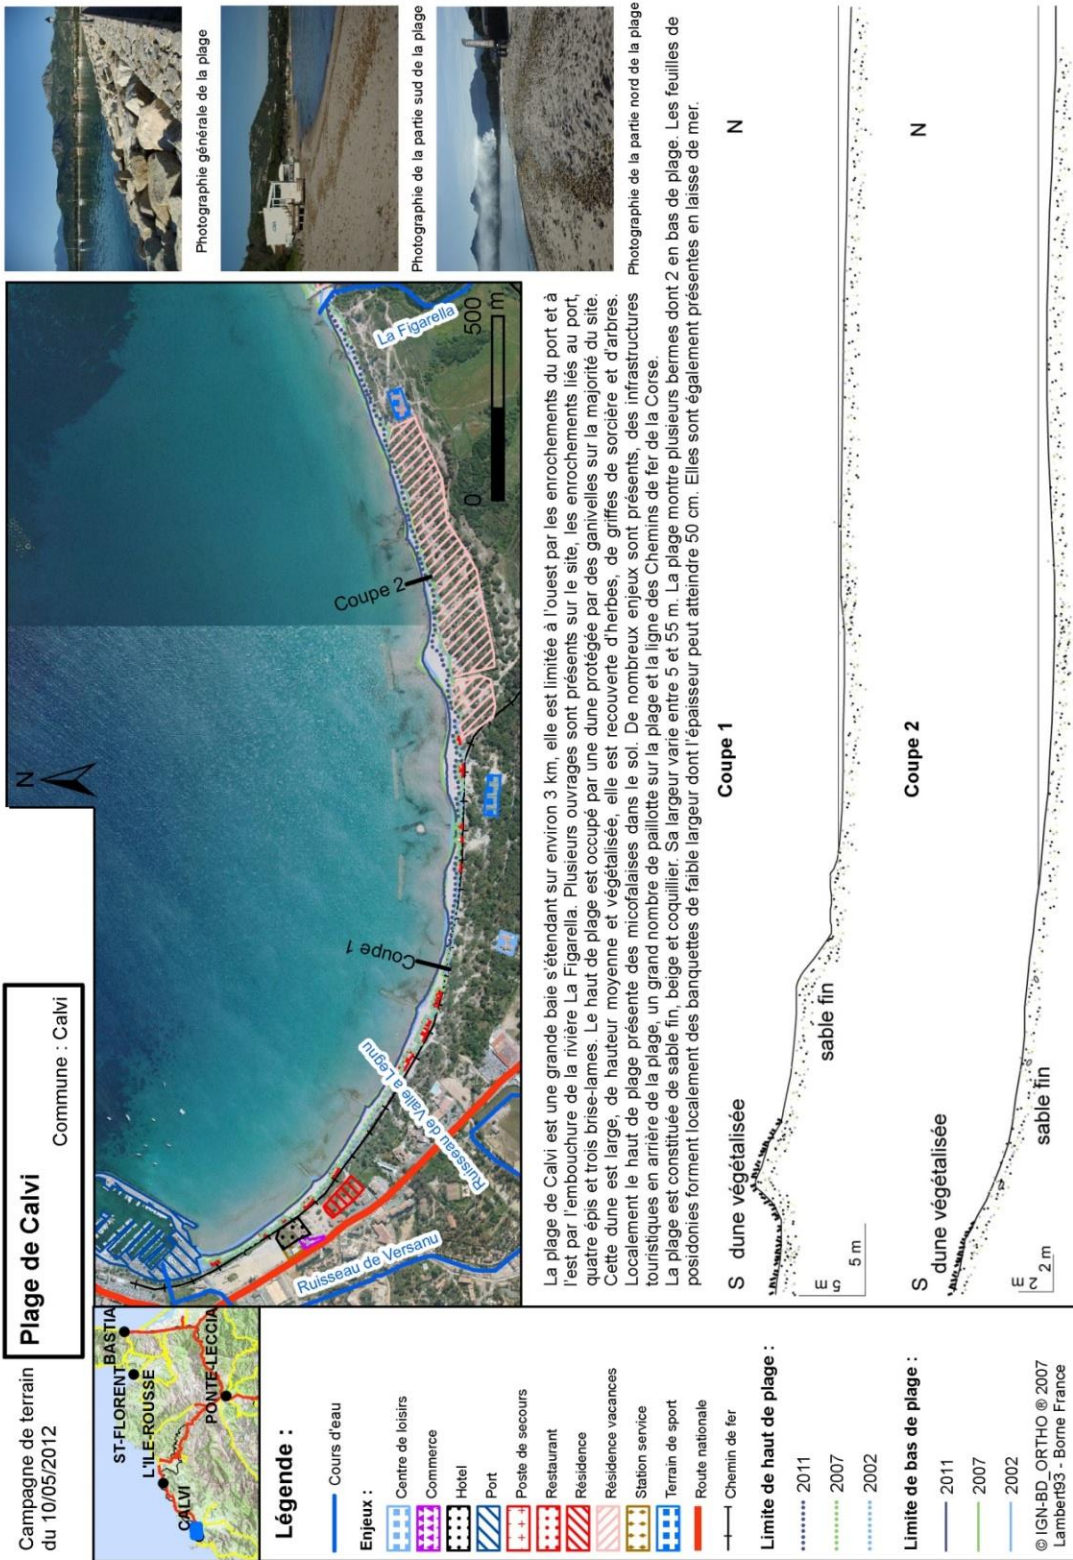 Campagne de terrain
du 10/05/2012
Plage de Calvi
Commune : Calvi
ST-FLORENT
BASTIA
L'ILE-ROUSSE
CALVI
PONTE-LECCIA
Légende :
Cours d'eau
Enjeux :
Centre de loisirs
Commerce
Hotel
Port
Poste de secours
Restaurant
Résidence
Résidence vacances
Station service
Terrain de sport
Route nationale
Chemin de fer
Limite de haut de plage :
2011
2007
2002
Limite de bas de plage :
2011
2007
2002
© IGN-BD_ORTHO ® 2007
Lambert93 - Borne France
N
Ruisseau de Versanu
Ruisseau de Valle a Legnu
Coupe 1
Coupe 2
La Figarella
0 500
m
Photographie générale de la plage
Photographie de la partie sud de la plage
Photographie de la partie nord de la plage
La plage de Calvi est une grande baie s'étendant sur environ 3 km, elle est limitée à l'ouest par les enrochements du port et à
l'est par l'embouchure de la rivière La Figarella. Plusieurs ouvrages sont présents sur le site, les enrochements liés au port,
quatre épis et trois brise-lames. Le haut de plage est occupé par une dune protégée par des ganivelles sur la majorité du site.
Cette dune est large, de hauteur moyenne et végétalisée, elle est recouverte d'herbes, de griffes de sorcière et d'arbres.
Localement le haut de plage présente des micofalaises dans le sol. De nombreux enjeux sont présents, des infrastructures
touristiques en arrière de la plage, un grand nombre de paillotte sur la plage et la ligne des Chemins de fer de la Corse.
La plage est constituée de sable fin, beige et coquillier. Sa largeur varie entre 5 et 55 m. La plage montre plusieurs bermes dont 2 en bas de plage. Les feuilles de
posidonies forment localement des banquettes de faible largeur dont l'épaisseur peut atteindre 50 cm. Elles sont également présentes en laisse de mer.
Coupe 1
S
N
dune végétalisée
sable fin
5 m
5 m
Coupe 2
S
N
dune végétalisée
sable fin
2 m
2 m